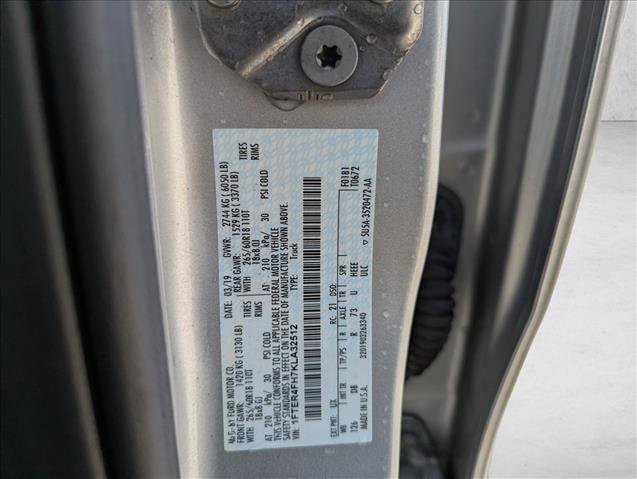 MFD. BY FORD MOTOR CO.
DATE: 03/19 GVWR: 2744 KG ( 6050 LB)
FRONT GAWR: 1420 KG ( 3130 LB) REAR GAWR: 1529 KG ( 3370 LB)
WITH TIRES WITH TIRES
265/60R18 110T RIMS 265/60R18 110T RIMS
18x8.0J 18x8.0J
AT 210 kPa/ 30 PSI COLD AT 210 kPa/ 30 PSI COLD
THIS VEHICLE CONFORMS TO ALL APPLICABLE FEDERAL MOTOR VEHICLE
SAFETY STANDARDS IN EFFECT ON THE DATE OF MANUFACTURE SHOWN ABOVE.
VIN: 1FTER4FH7KLA32512 TYPE: Truck
F0181
T0672
EXT PNT: UX RC: 21 DSO:
WB INT TR TP/PS R AXLE TR SPR
126 DB R 73 U HEEE
ULC
3201902263340
MADE IN U.S.A. SU5A-3520472-AA